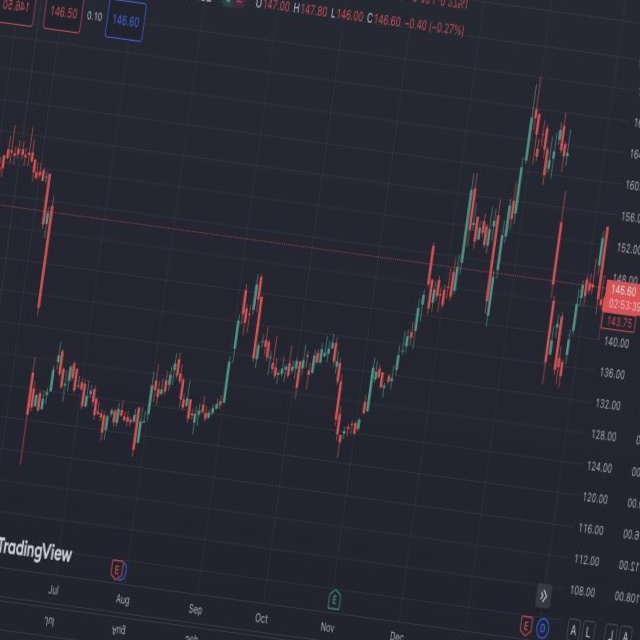 146.50 0.10 146.60
O147.00 H147.80 L146.00 C146.60 −0.40 (−0.27%)
160.00
156.00
152.00
148.00
146.60
02:53:39
143.75
140.00
136.00
132.00
128.00
124.00
120.00
116.00
112.00
108.00
TradingView
E
E
E
D
A L
Jul Aug Sep Oct Nov Dec